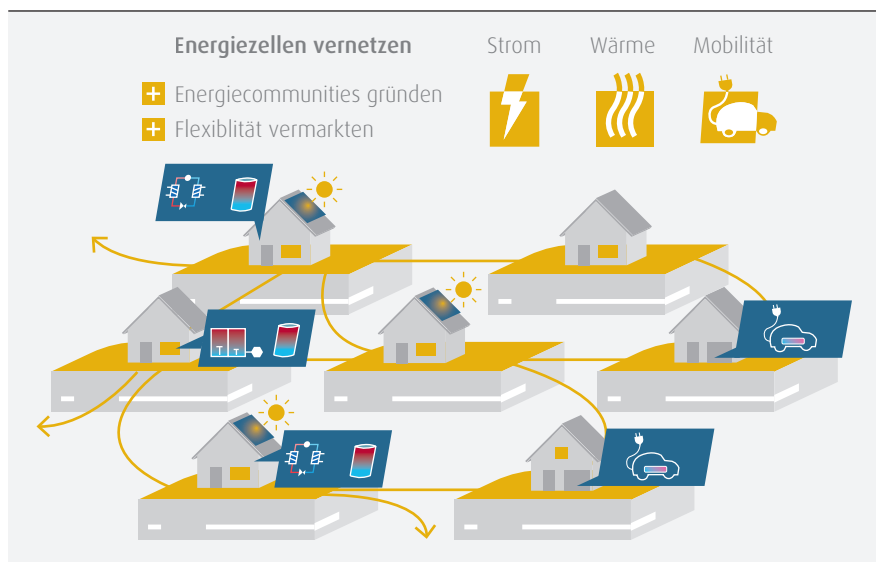 Energiezellen vernetzen
Energiecommunities gründen
Flexiblität vermarkten
Strom
Wärme
Mobilität
T T